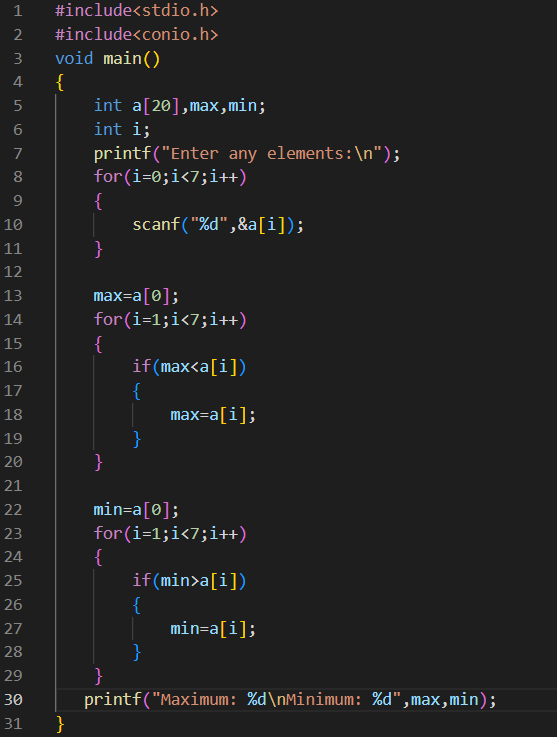 1 #include<stdio.h>
2 #include<conio.h>
3 void main()
4 {
5     int a[20],max,min;
6     int i;
7     printf("Enter any elements:\n");
8     for(i=0;i<7;i++)
9     {
10         scanf("%d",&a[i]);
11     }
12
13     max=a[0];
14     for(i=1;i<7;i++)
15     {
16         if(max<a[i])
17         {
18             max=a[i];
19         }
20     }
21
22     min=a[0];
23     for(i=1;i<7;i++)
24     {
25         if(min>a[i])
26         {
27             min=a[i];
28         }
29     }
30    printf("Maximum: %d\nMinimum: %d",max,min);
31 }